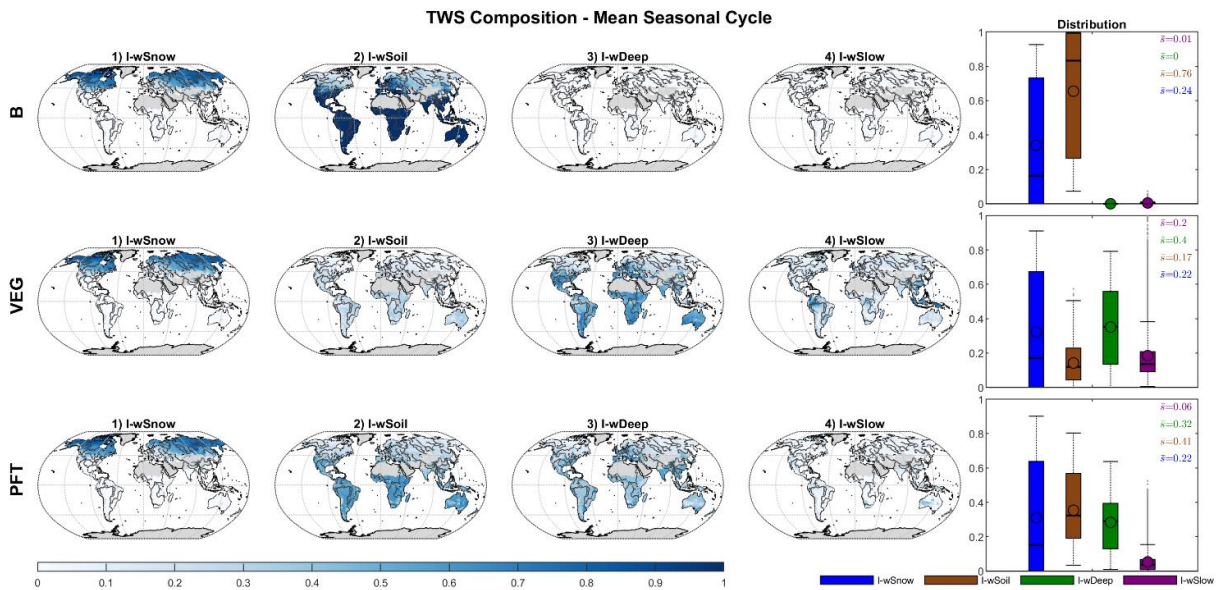 TWS Composition - Mean Seasonal Cycle
Distribution
B
1) I-wSnow
2) I-wSoil
3) I-wDeep
4) I-wSlow
1
0.8
0.6
0.4
0.2
0
s̄=0.01
s̄=0
s̄=0.76
s̄=0.24
VEG
1) I-wSnow
2) I-wSoil
3) I-wDeep
4) I-wSlow
1
0.8
0.6
0.4
0.2
0
s̄=0.2
s̄=0.4
s̄=0.17
s̄=0.22
PFT
1) I-wSnow
2) I-wSoil
3) I-wDeep
4) I-wSlow
1
0.8
0.6
0.4
0.2
0
s̄=0.06
s̄=0.32
s̄=0.41
s̄=0.22
0 0.1 0.2 0.3 0.4 0.5 0.6 0.7 0.8 0.9 1
I-wSnow I-wSoil I-wDeep I-wSlow